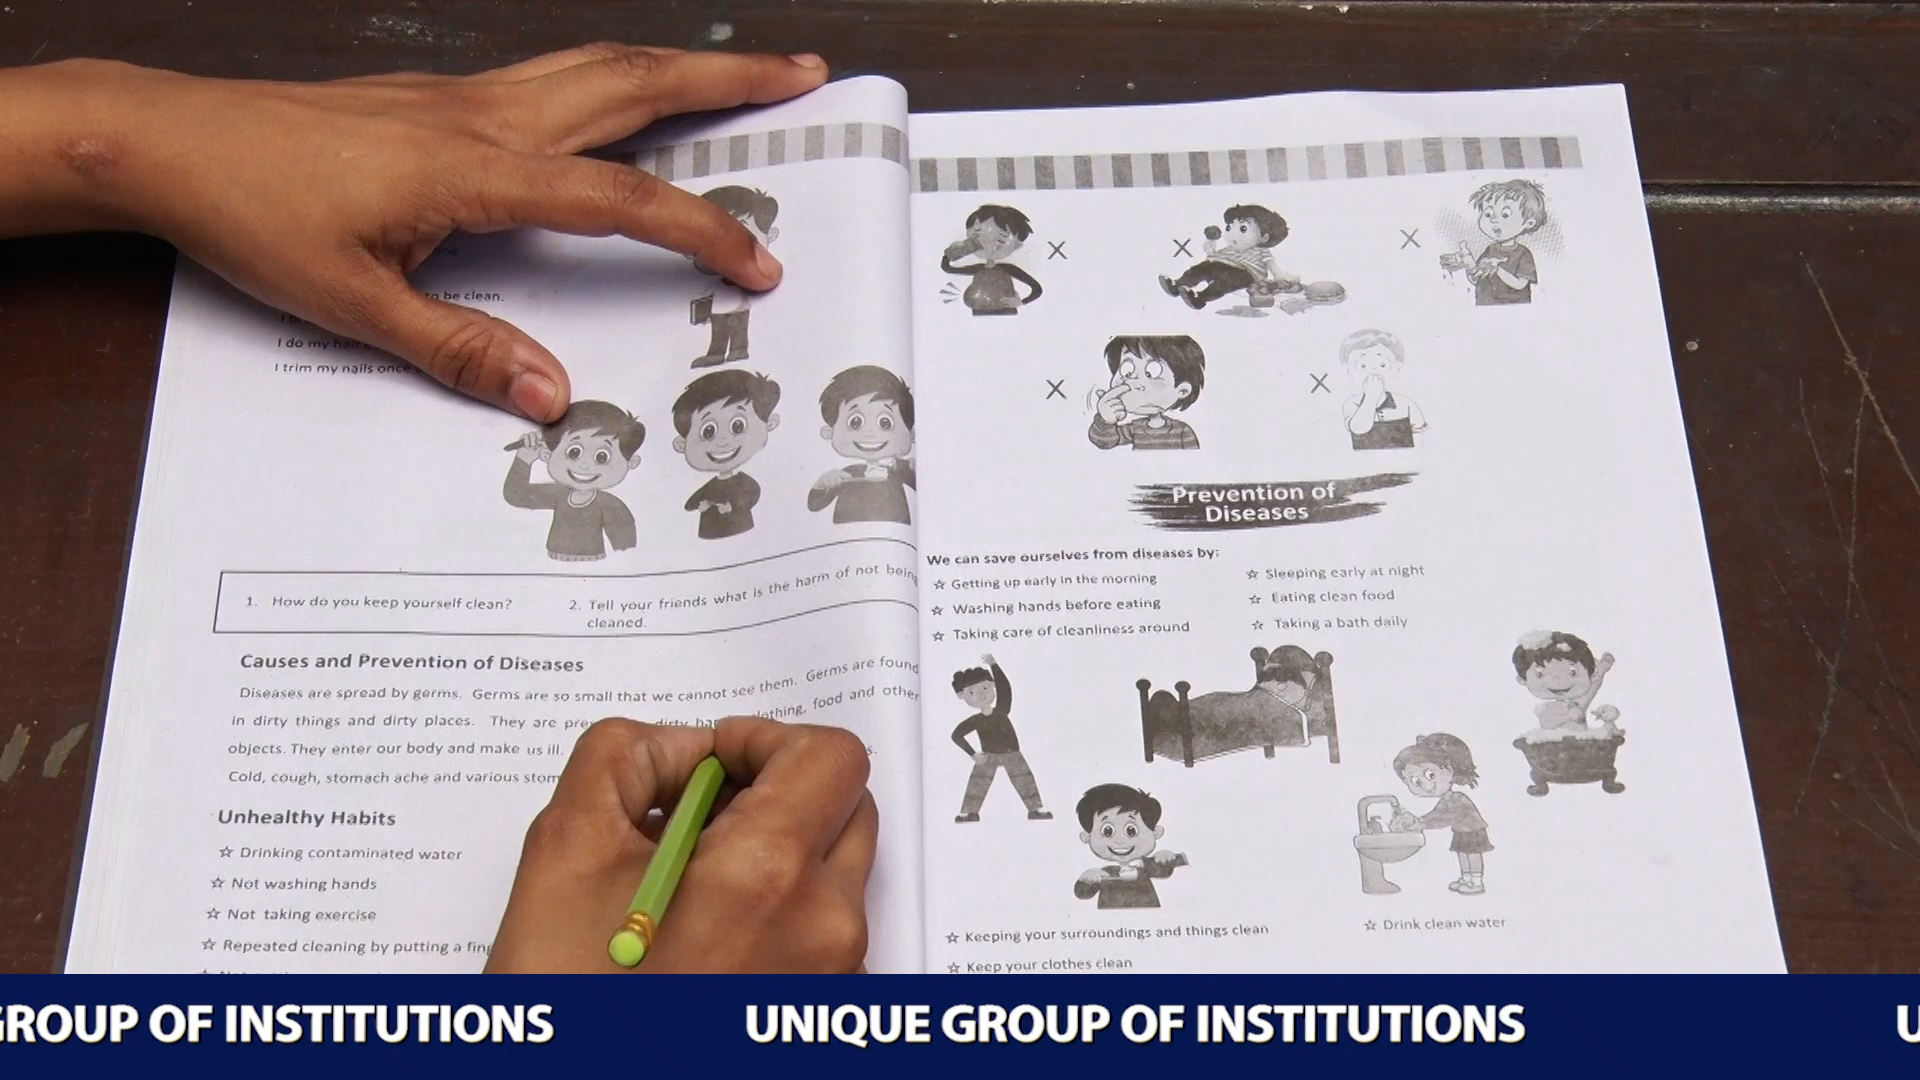 to be clean.
I do my hair
I trim my nails once
1. How do you keep yourself clean?
2. Tell your friends what is the harm of not being
cleaned.
Causes and Prevention of Diseases
Diseases are spread by germs. Germs are so small that we cannot see them. Germs are found
in dirty things and dirty places. They are dirty clothing, food and other
objects. They enter our body and make us ill.
Cold, cough, stomach ache and various
Unhealthy Habits
☆ Drinking contaminated water
☆ Not washing hands
☆ Not taking exercise
☆ Repeated cleaning by putting a
Prevention of
Diseases
We can save ourselves from diseases by:
☆ Getting up early in the morning
☆ Sleeping early at night
☆ Washing hands before eating
☆ Eating clean food
☆ Taking care of cleanliness around
☆ Taking a bath daily
☆ Keeping your surroundings and things clean
☆ Drink clean water
☆ Keep your clothes clean
GROUP OF INSTITUTIONS
UNIQUE GROUP OF INSTITUTIONS